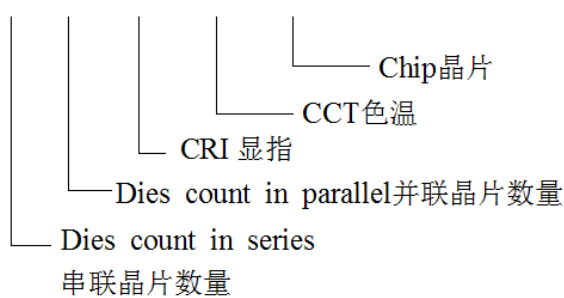 Chip晶片
CCT色温
CRI 显指
Dies count in parallel并联晶片数量
Dies count in series
串联晶片数量